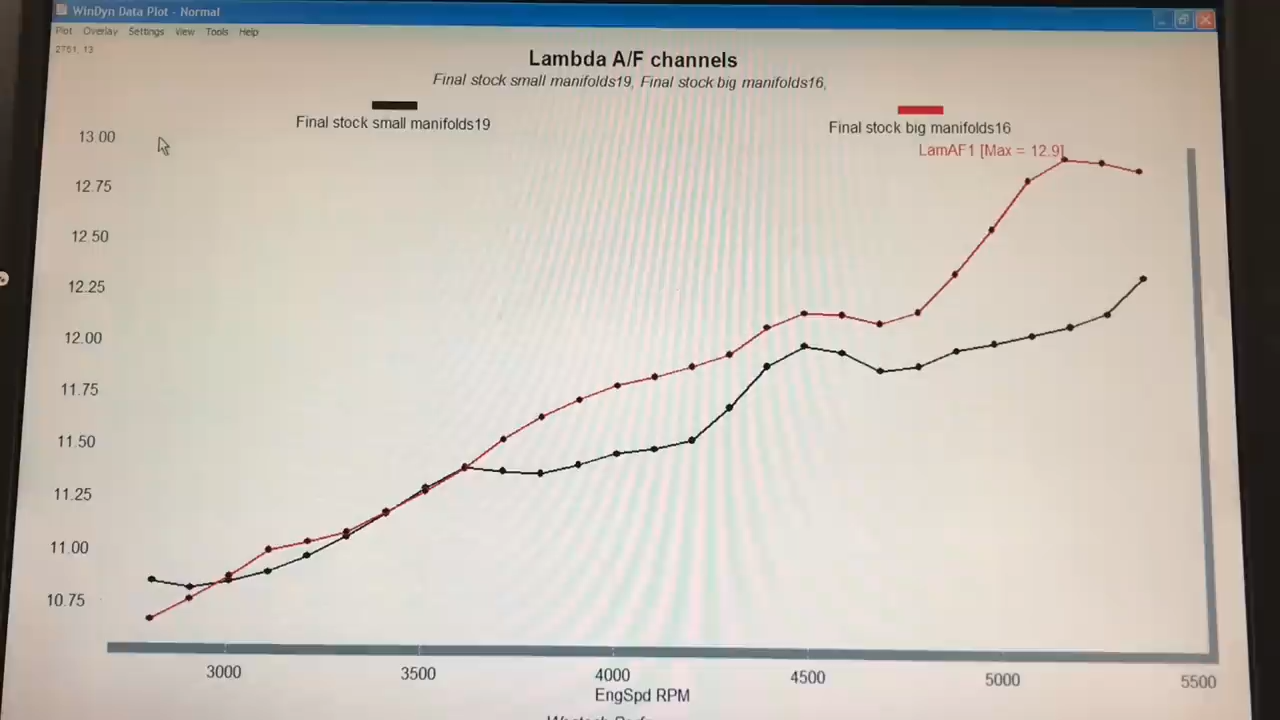 WinDyn Data Plot - Normal
Plot Overlay Settings View Tools Help
2761, 13
Lambda A/F channels
Final stock small manifolds19, Final stock big manifolds16,
Final stock small manifolds19
Final stock big manifolds16
LamAF1 [Max = 12.9]
13.00
12.75
12.50
12.25
12.00
11.75
11.50
11.25
11.00
10.75
3000 3500 4000 4500 5000 5500
EngSpd RPM